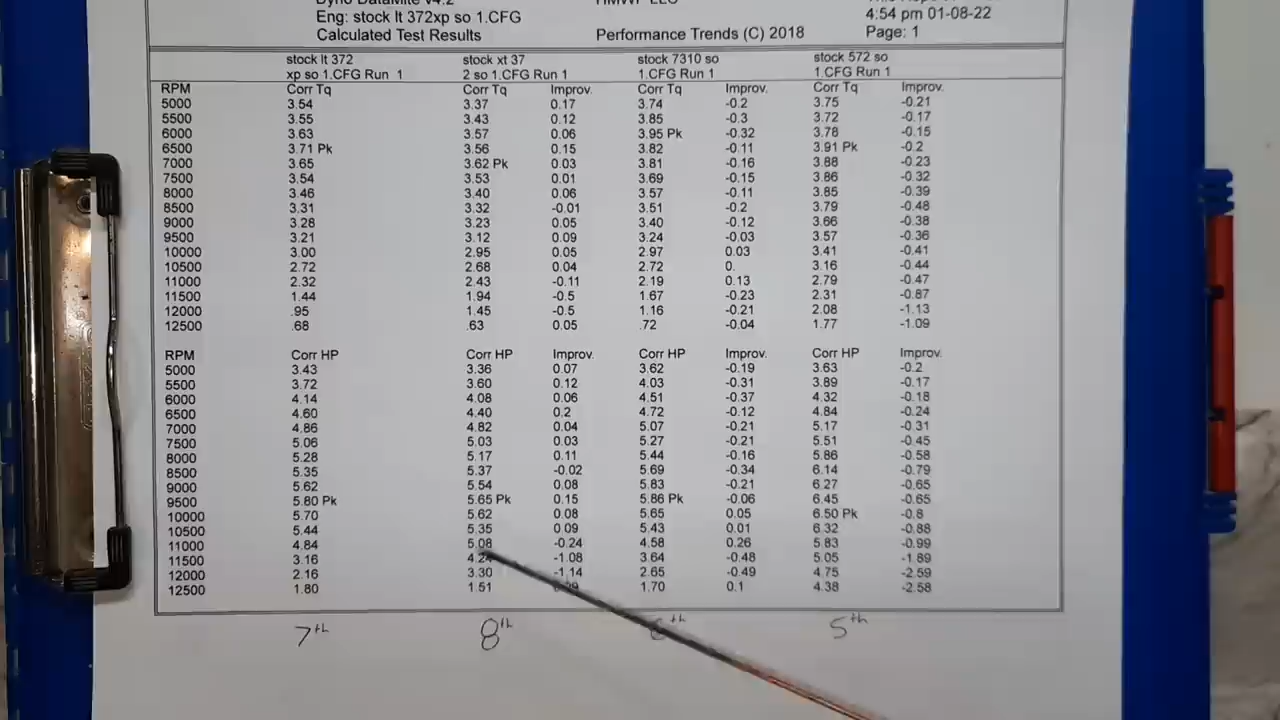 Eng: stock lt 372xp so 1.CFG 4:54 pm 01-08-22
Calculated Test Results Performance Trends (C) 2018 Page: 1
stock lt 372 stock xt 37 stock 7310 so stock 572 so
xp so 1.CFG Run 1 2 so 1.CFG Run 1 1.CFG Run 1 1.CFG Run 1
RPM Corr Tq Corr Tq Improv. Corr Tq Improv. Corr Tq Improv.
5000 3.54 3.37 0.17 3.74 -0.2 3.75 -0.21
5500 3.55 3.43 0.12 3.85 -0.3 3.72 -0.17
6000 3.63 3.57 0.06 3.95 Pk -0.32 3.78 -0.15
6500 3.71 Pk 3.56 0.15 3.82 -0.11 3.91 Pk -0.2
7000 3.65 3.62 Pk 0.03 3.81 -0.16 3.88 -0.23
7500 3.54 3.53 0.01 3.69 -0.15 3.86 -0.32
8000 3.46 3.40 0.06 3.57 -0.11 3.85 -0.39
8500 3.31 3.32 -0.01 3.51 -0.2 3.79 -0.48
9000 3.28 3.23 0.05 3.40 -0.12 3.66 -0.38
9500 3.21 3.12 0.09 3.24 -0.03 3.57 -0.36
10000 3.00 2.95 0.05 2.97 0.03 3.41 -0.41
10500 2.72 2.68 0.04 2.72 0. 3.16 -0.44
11000 2.32 2.43 -0.11 2.19 0.13 2.79 -0.47
11500 1.44 1.94 -0.5 1.67 -0.23 2.31 -0.87
12000 .95 1.45 -0.5 1.16 -0.21 2.08 -1.13
12500 .68 .63 0.05 .72 -0.04 1.77 -1.09
RPM Corr HP Corr HP Improv. Corr HP Improv. Corr HP Improv.
5000 3.43 3.36 0.07 3.62 -0.19 3.63 -0.2
5500 3.72 3.60 0.12 4.03 -0.31 3.89 -0.17
6000 4.14 4.08 0.06 4.51 -0.37 4.32 -0.18
6500 4.60 4.40 0.2 4.72 -0.12 4.84 -0.24
7000 4.86 4.82 0.04 5.07 -0.21 5.17 -0.31
7500 5.06 5.03 0.03 5.27 -0.21 5.51 -0.45
8000 5.28 5.17 0.11 5.44 -0.16 5.86 -0.58
8500 5.35 5.37 -0.02 5.69 -0.34 6.14 -0.79
9000 5.62 5.54 0.08 5.83 -0.21 6.27 -0.65
9500 5.80 Pk 5.65 Pk 0.15 5.86 Pk -0.06 6.45 -0.65
10000 5.70 5.62 0.08 5.65 0.05 6.50 Pk -0.8
10500 5.44 5.35 0.09 5.43 0.01 6.32 -0.88
11000 4.84 5.08 -0.24 4.58 0.26 5.83 -0.99
11500 3.16 4.24 -1.08 3.64 -0.48 5.05 -1.89
12000 2.16 3.30 -1.14 2.65 -0.49 4.75 -2.59
12500 1.80 1.51 1.70 0.1 4.38 -2.58
7th 8th 6th 5th